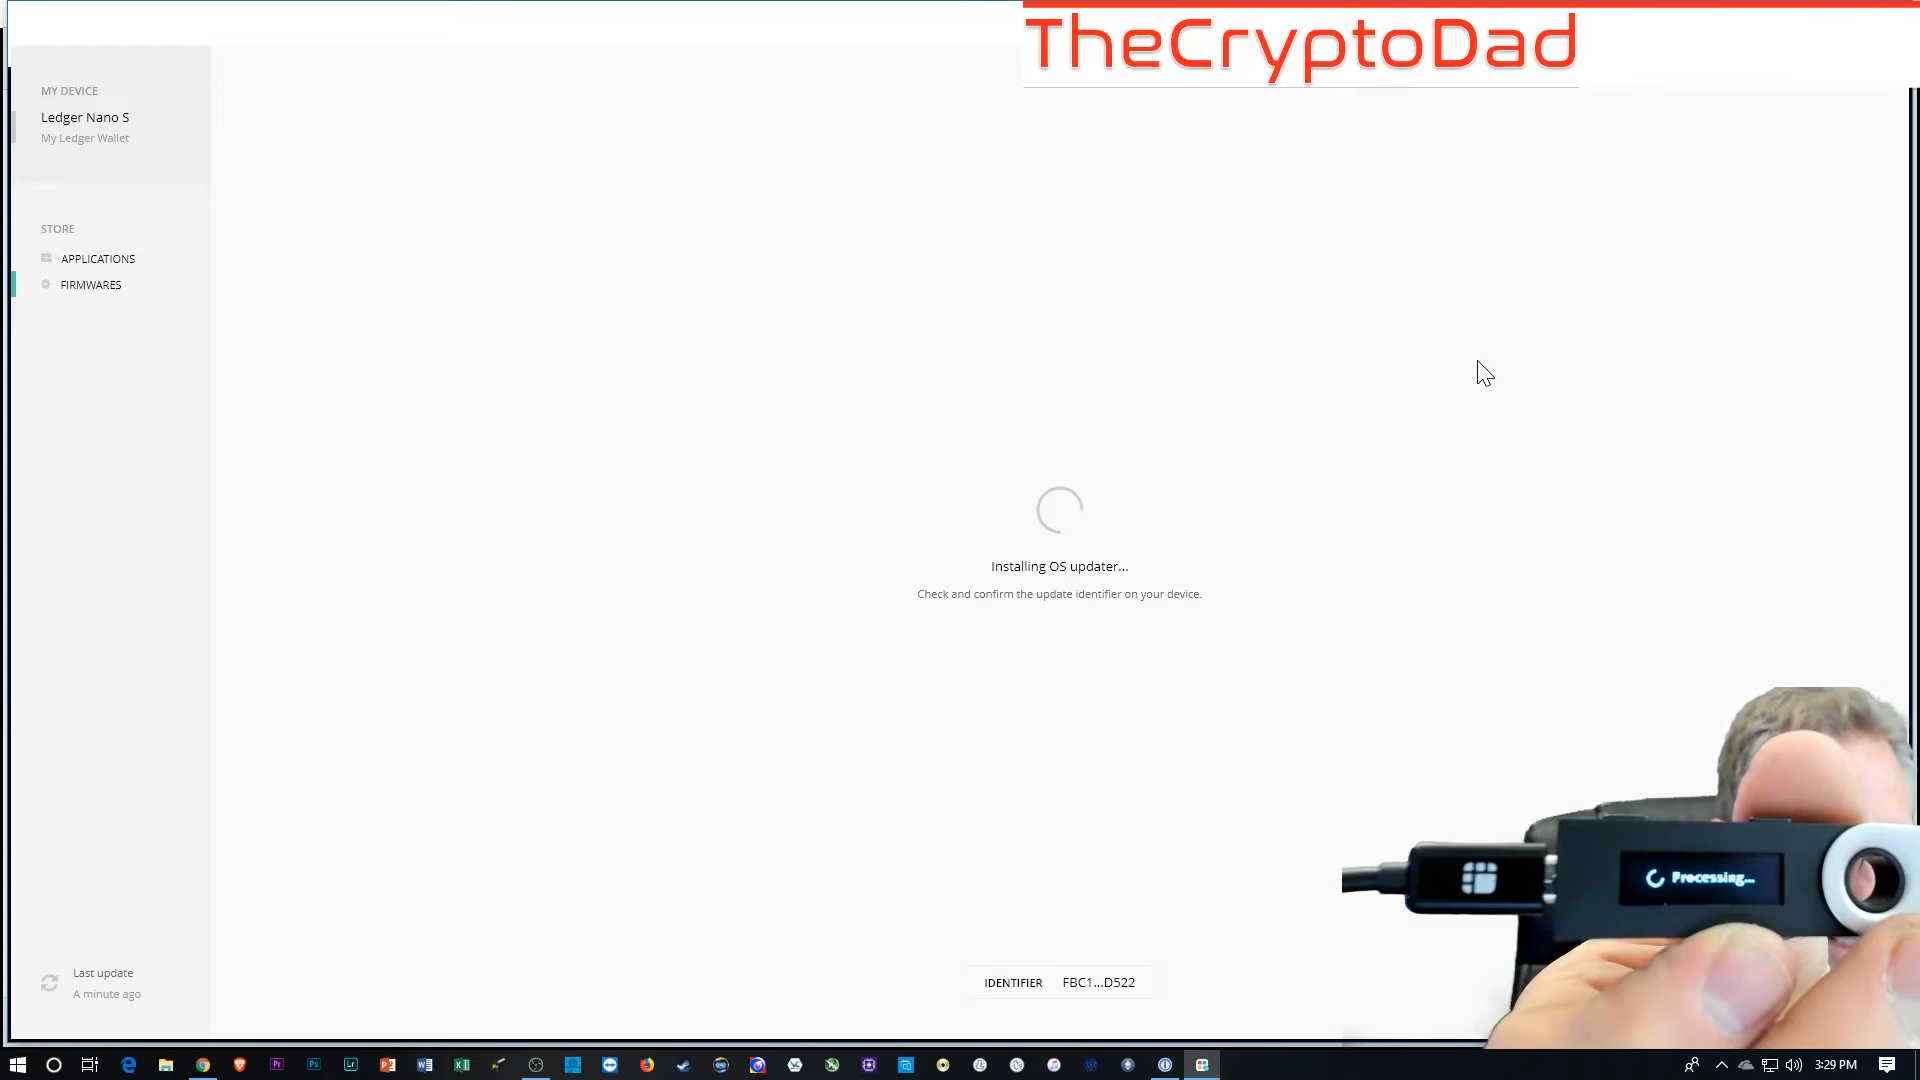 TheCryptoDad
MY DEVICE
Ledger Nano S
My Ledger Wallet
STORE
APPLICATIONS
FIRMWARES
Installing OS updater...
Check and confirm the update identifier on your device.
Processing...
Last update
A minute ago
IDENTIFIER FBC1...D522
3:29 PM